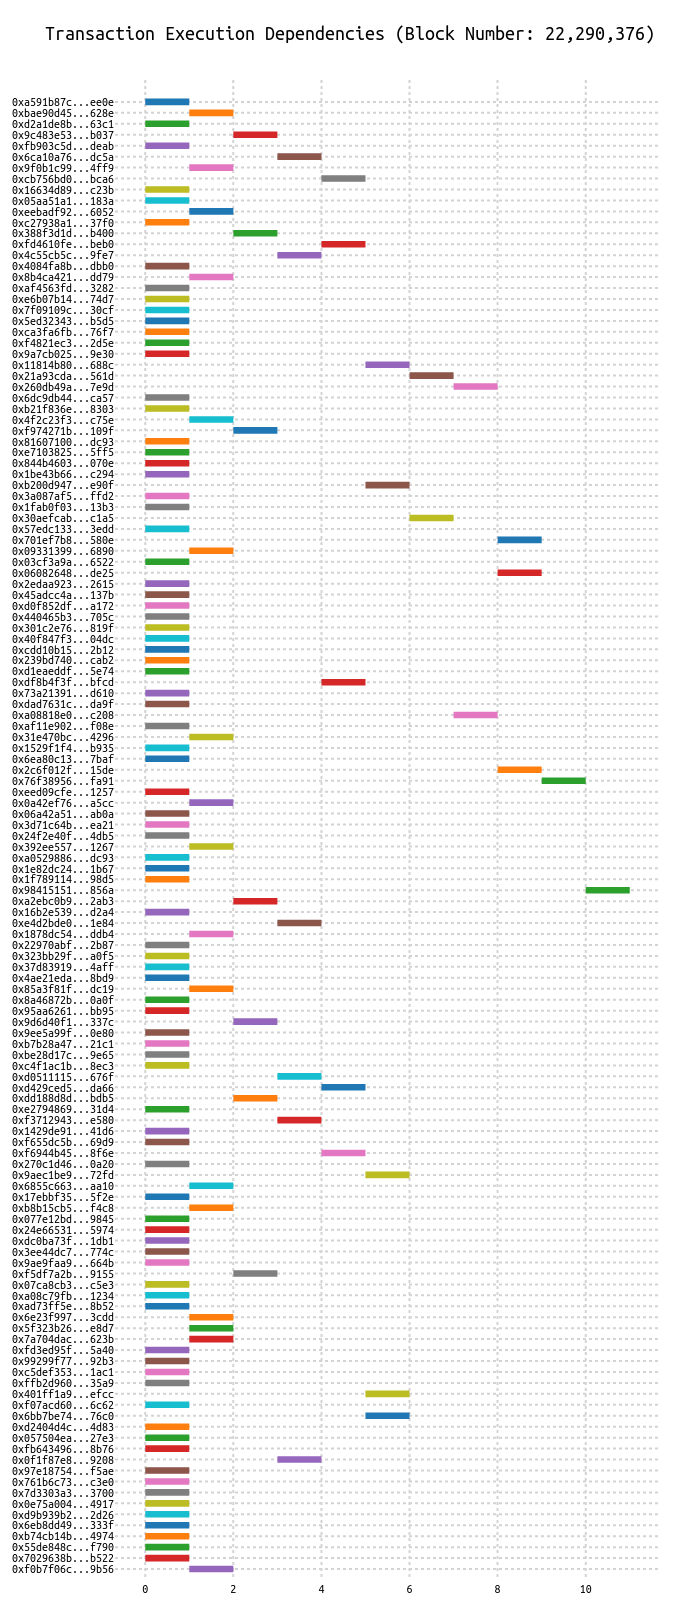 Transaction Execution Dependencies (Block Number: 22,290,376)
0xa591b87c...ee0e
0xbae90d45...628e
0xd2a1de8b...63c1
0x9c483e53...b037
0xfb903c5d...deab
0x6ca10a76...dc5a
0x9f0b1c99...4ff9
0xcb756bd0...bca6
0x16634d89...c23b
0x05aa51a1...183a
0xeebadf92...6052
0xc27938a1...37f0
0x388f3d1d...b400
0xfd4610fe...beb0
0x4c55cb5c...9fe7
0x4084fa8b...dbb0
0x8b4ca421...dd79
0xaf4563fd...3282
0xe6b07b14...74d7
0x7f09109c...30cf
0x5ed32343...b5d5
0xca3fa6fb...76f7
0xf4821ec3...2d5e
0x9a7cb025...9e30
0x11814b80...688c
0x21a93cda...561d
0x260db49a...7e9d
0x6dc9db44...ca57
0xb21f836e...8303
0x4f2c23f3...c75e
0xf974271b...109f
0x81607100...dc93
0xe7103825...5ff5
0x844b4603...070e
0x1be43b66...c294
0xb200d947...e90f
0x3a087af5...ffd2
0x1fab0f03...13b3
0x30aefcab...c1a5
0x57edc133...3edd
0x701ef7b8...580e
0x09331399...6890
0x03cf3a9a...6522
0x06082648...de25
0x2edaa923...2615
0x45adcc4a...137b
0xd0f852df...a172
0x440465b3...705c
0x301c2e76...819f
0x40f847f3...04dc
0xcdd10b15...2b12
0x239bd740...cab2
0xd1eaeddf...5e74
0xdf8b4f3f...bfcd
0x73a21391...d610
0xdad7631c...da9f
0xa08818e0...c208
0xaf11e902...f08e
0x31e470bc...4296
0x1529f1f4...b935
0x6ea80c13...7baf
0x2c6f012f...15de
0x76f38956...fa91
0xeed09cfe...1257
0x0a42ef76...a5cc
0x06a42a51...ab0a
0x3d71c64b...ea21
0x24f2e40f...4db5
0x392ee557...1267
0xa0529886...dc93
0x1e82dc24...1b67
0x1f789114...98d5
0x98415151...856a
0xa2ebc0b9...2ab3
0x16b2e539...d2a4
0xe4d2bde0...1e84
0x1878dc54...ddb4
0x22970abf...2b87
0x323bb29f...a0f5
0x37d83919...4aff
0x4ae21eda...8bd9
0x85a3f81f...dc19
0x8a46872b...0a0f
0x95aa6261...bb95
0x9d6d40f1...337c
0x9ee5a99f...0e80
0xb7b28a47...21c1
0xbe28d17c...9e65
0xc4f1ac1b...8ec3
0xd0511115...676f
0xd429ced5...da66
0xdd188d8d...bdb5
0xe2794869...31d4
0xf3712943...e580
0x1429de91...41d6
0xf655dc5b...69d9
0xf6944b45...8f6e
0x270c1d46...0a20
0x9aec1be9...72fd
0x6855c663...aa10
0x17ebbf35...5f2e
0xb8b15cb5...f4c8
0x077e12bd...9845
0x24e66531...5974
0xdc0ba73f...1db1
0x3ee44dc7...774c
0x9ae9faa9...664b
0xf5df7a2b...9155
0x07ca8cb3...c5e3
0xa08c79fb...1234
0xad73ff5e...8b52
0x6e23f997...3cdd
0x5f323b26...e8d7
0x7a704dac...623b
0xfd3ed95f...5a40
0x99299f77...92b3
0xc5def353...1ac1
0xffb2d960...35a9
0x401ff1a9...efcc
0xf07acd60...6c62
0x6bb7be74...76c0
0xd2404d4c...4d83
0x057504ea...27e3
0xfb643496...8b76
0x0f1f87e8...9208
0x97e18754...f5ae
0x761b6c73...c3e0
0x7d3303a3...3700
0x0e75a004...4917
0xd9b939b2...2d26
0x6eb8dd49...333f
0xb74cb14b...4974
0x55de848c...f790
0x7029638b...b522
0xf0b7f06c...9b56
0 2 4 6 8 10